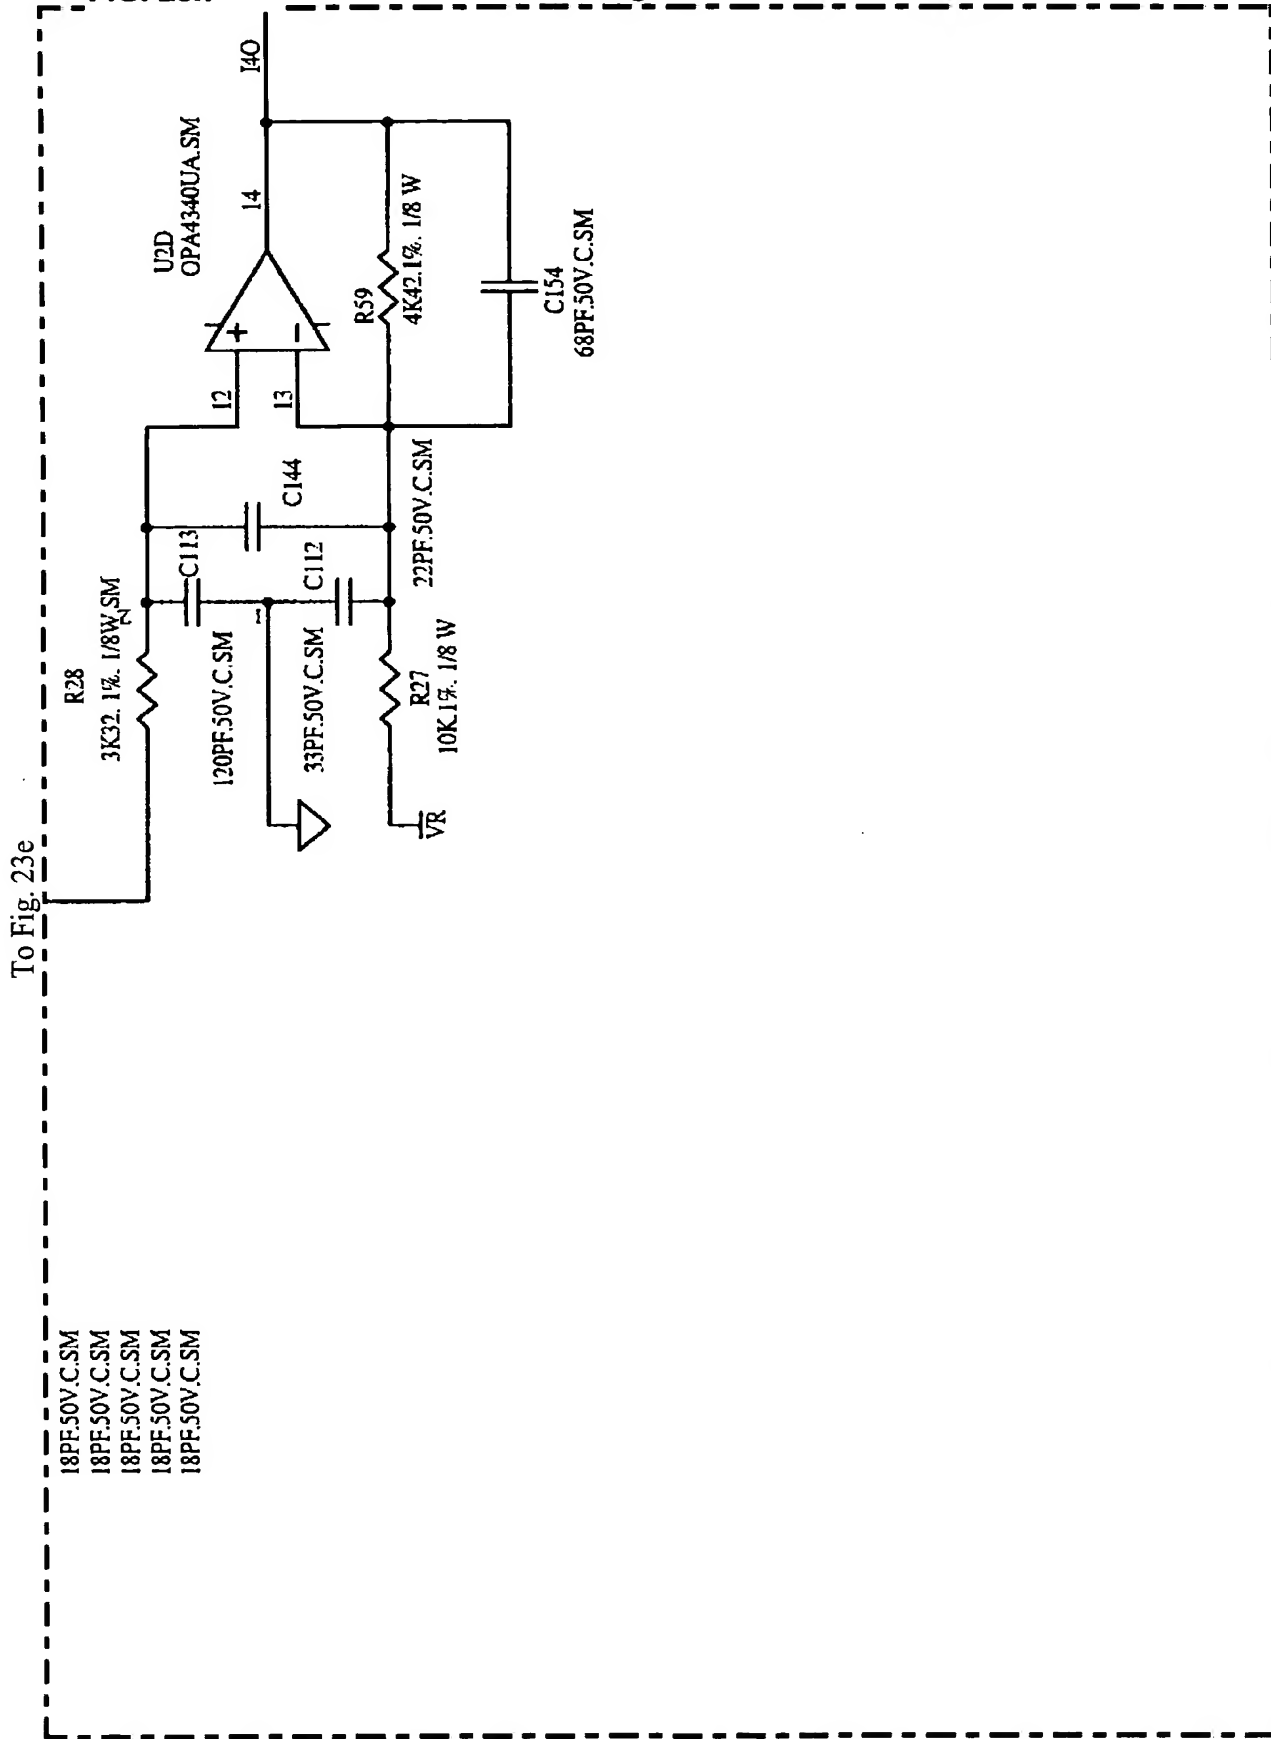 To Fig. 23e
I4O
U2D
OPA4340UA.SM
14
12
13
R59
4K42.1%. 1/8 W
C154
68PF.50V.C.SM
C144
22PF.50V.C.SM
C113
120PF.50V.C.SM
C112
33PF.50V.C.SM
R28
3K32. 1%. 1/8W.SM
2
1
R27
10K.1%. 1/8 W
VR
18PF.50V.C.SM
18PF.50V.C.SM
18PF.50V.C.SM
18PF.50V.C.SM
18PF.50V.C.SM